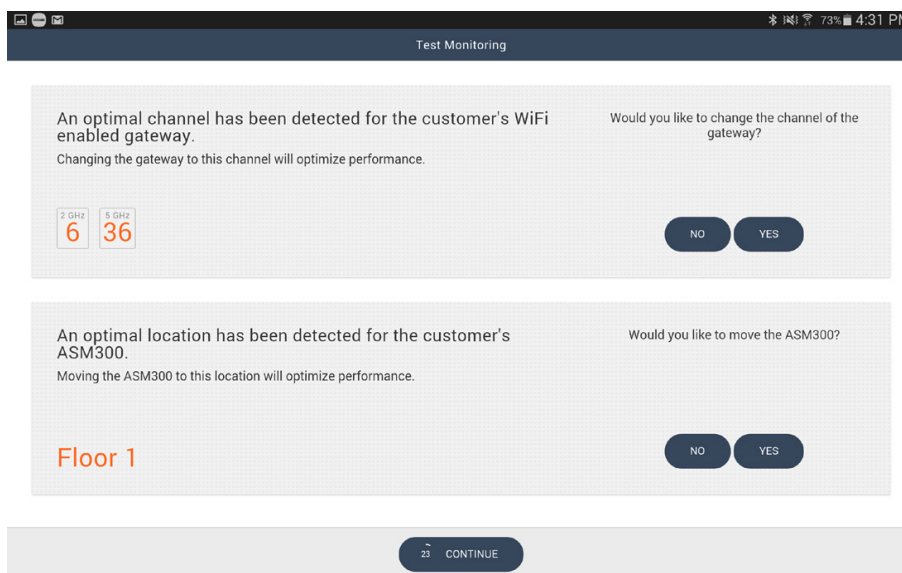 73% 4:31 PM
Test Monitoring
An optimal channel has been detected for the customer's WiFi
enabled gateway.
Changing the gateway to this channel will optimize performance.
Would you like to change the channel of the
gateway?
2 GHz 5 GHz
6 36
NO YES
An optimal location has been detected for the customer's
ASM300.
Moving the ASM300 to this location will optimize performance.
Would you like to move the ASM300?
Floor 1
NO YES
23 CONTINUE